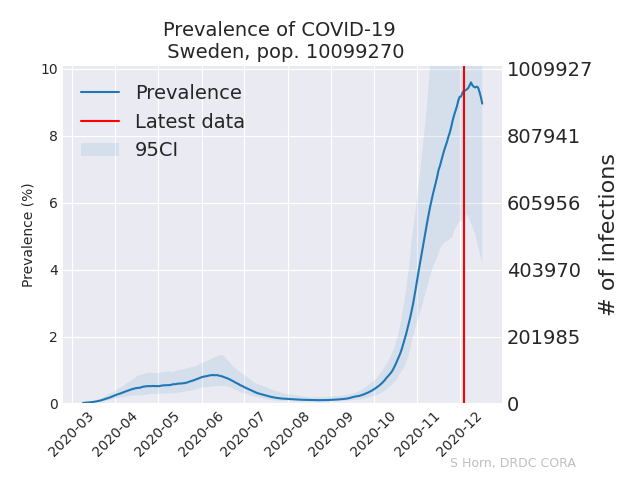 Prevalence of COVID-19
Sweden, pop. 10099270
Prevalence
Latest data
95CI
Prevalence (%)
10
8
6
4
2
0
1009927
807941
605956
403970
201985
0
# of infections
2020-03
2020-04
2020-05
2020-06
2020-07
2020-08
2020-09
2020-10
2020-11
2020-12
S Horn, DRDC CORA